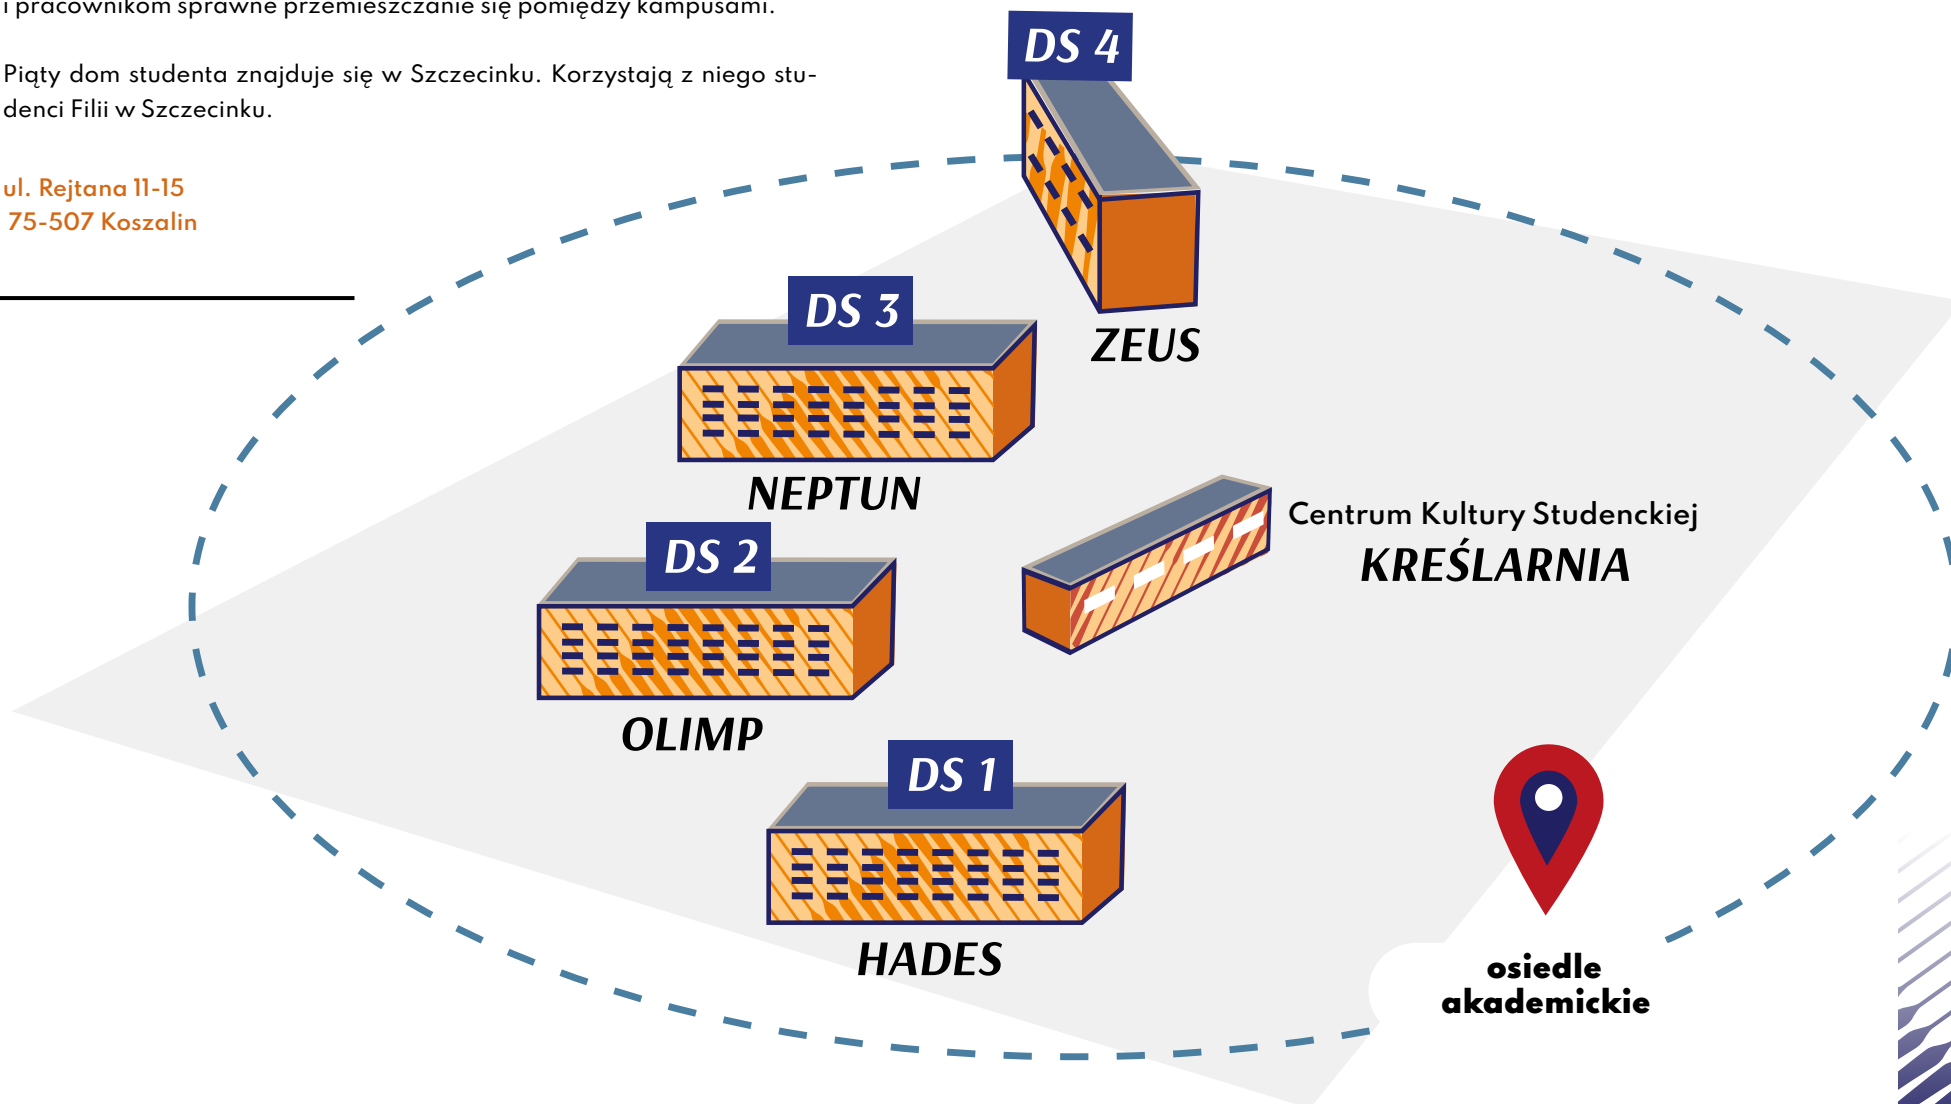 i pracownikom sprawne przemieszczanie się pomiędzy kampusami.
Piąty dom studenta znajduje się w Szczecinku. Korzystają z niego stu-
denci Filii w Szczecinku.
ul. Rejtana 11-15
75-507 Koszalin
DS 4
ZEUS
DS 3
NEPTUN
Centrum Kultury Studenckiej
KREŚLARNIA
DS 2
OLIMP
DS 1
HADES
osiedle
akademickie